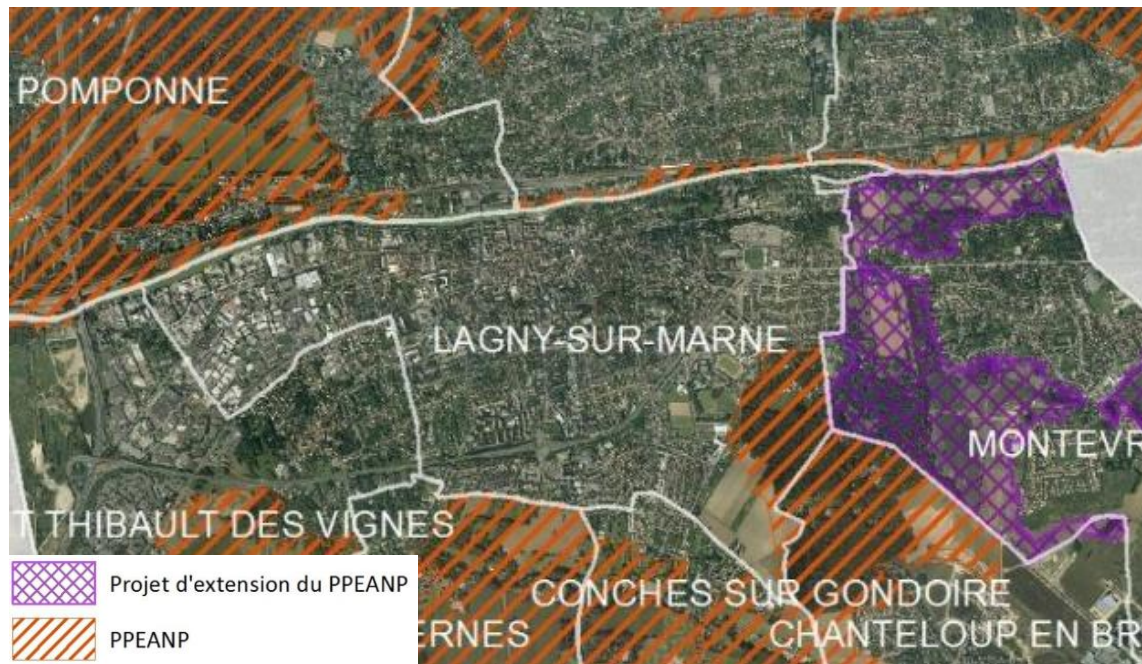 POMPONNE
LAGNY-SUR-MARNE
MONTEVR
T THIBAULT DES VIGNES
CONCHES SUR GONDOIRE
ERNES
CHANTELOUP EN BR
Projet d'extension du PPEANP
PPEANP